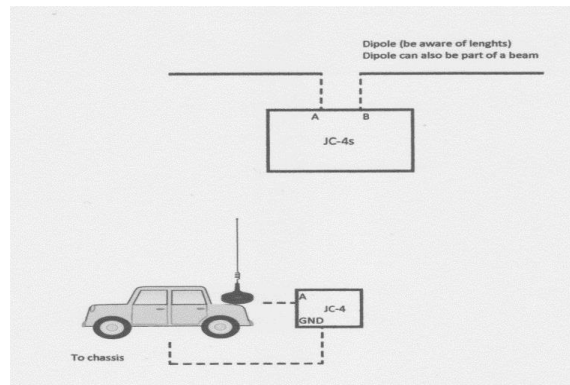 Dipole (be aware of lenghts)
Dipole can also be part of a beam
A B
JC-4s
A
JC-4
GND
To chassis